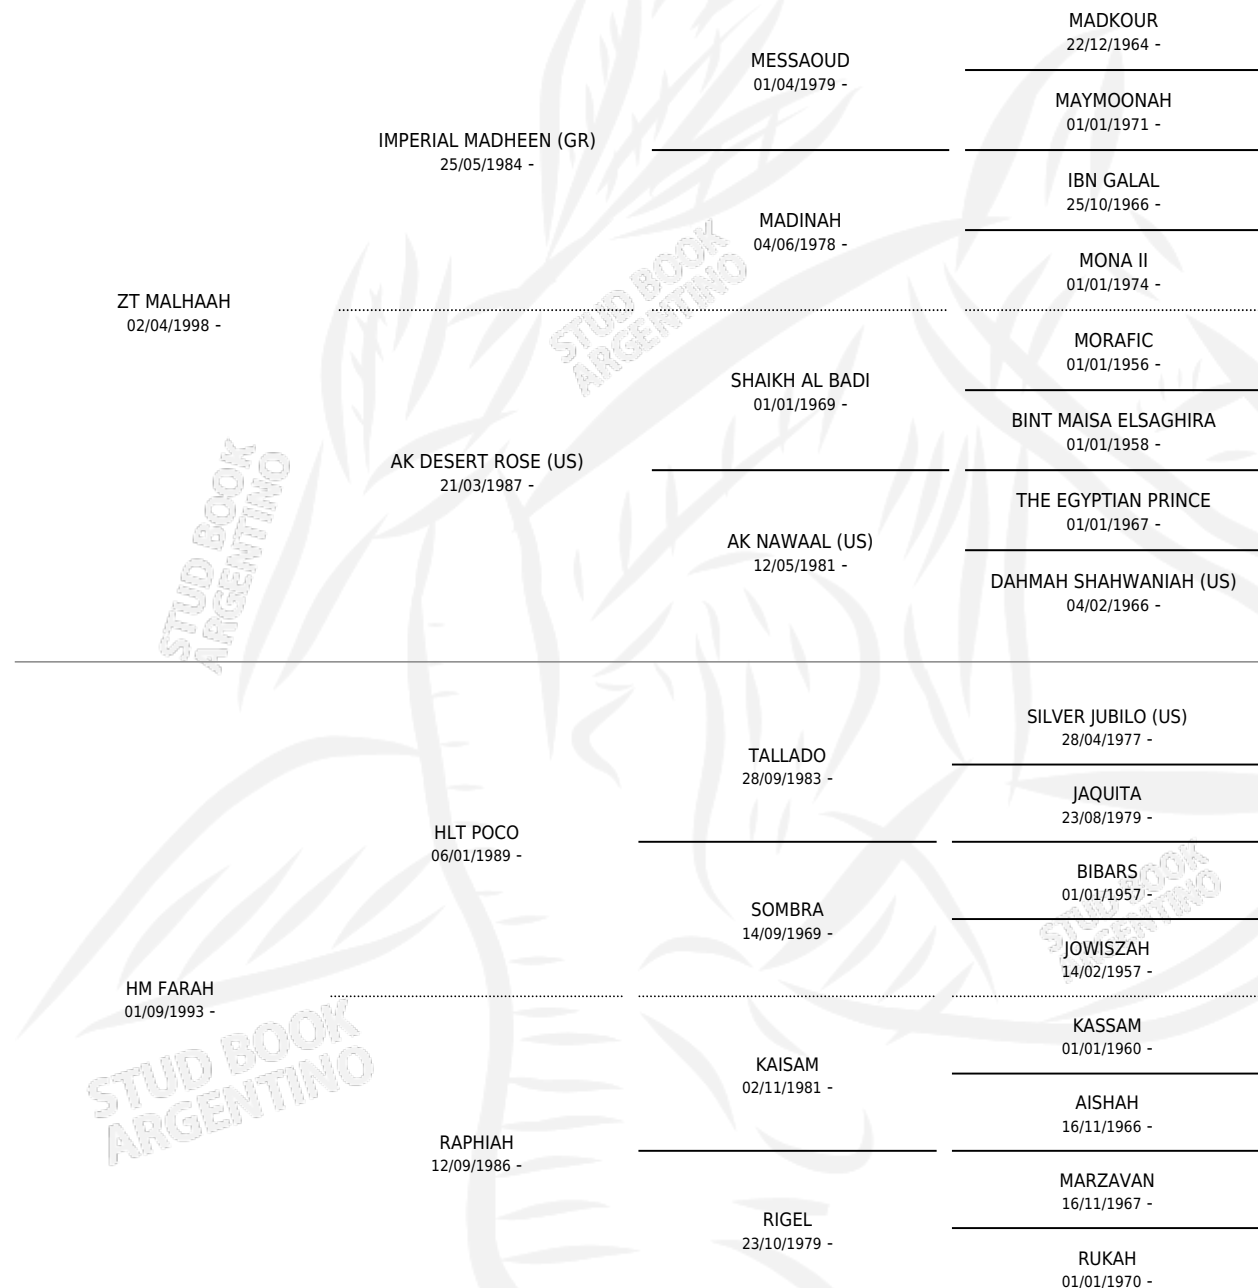 MADKOUR
22/12/1964 -
MESSAOUD
01/04/1979 -
MAYMOONAH
01/01/1971 -
IMPERIAL MADHEEN (GR)
25/05/1984 -
IBN GALAL
25/10/1966 -
MADINAH
04/06/1978 -
MONA II
01/01/1974 -
ZT MALHAAH
02/04/1998 -
STUD BOOK
ARGENTINO
MORAFIC
01/01/1956 -
SHAIKH AL BADI
01/01/1969 -
BINT MAISA ELSAGHIRA
01/01/1958 -
AK DESERT ROSE (US)
21/03/1987 -
THE EGYPTIAN PRINCE
01/01/1967 -
AK NAWAAL (US)
12/05/1981 -
DAHMAH SHAHWANIAH (US)
04/02/1966 -
STUD BOOK
ARGENTINO
SILVER JUBILO (US)
28/04/1977 -
TALLADO
28/09/1983 -
JAQUITA
23/08/1979 -
HLT POCO
06/01/1989 -
BIBARS
01/01/1957 -
SOMBRA
14/09/1969 -
JOWISZAH
14/02/1957 -
STUD BOOK
ARGENTINO
HM FARAH
01/09/1993 -
KASSAM
01/01/1960 -
KAISAM
02/11/1981 -
AISHAH
16/11/1966 -
STUD BOOK
ARGENTINO
RAPHIAH
12/09/1986 -
MARZAVAN
16/11/1967 -
RIGEL
23/10/1979 -
RUKAH
01/01/1970 -